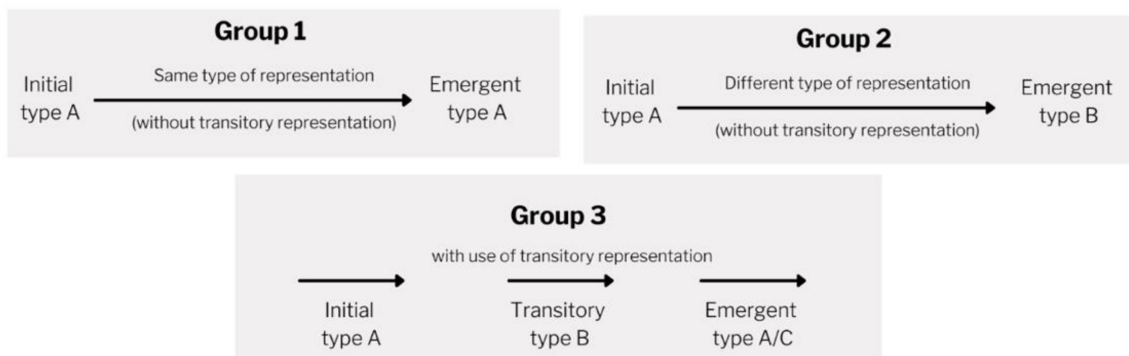 Group 1
Same type of representation
Initial
type A
(without transitory representation)
Emergent
type A
Group 2
Different type of representation
Initial
type A
(without transitory representation)
Emergent
type B
Group 3
with use of transitory representation
Initial
type A
Transitory
type B
Emergent
type A/C